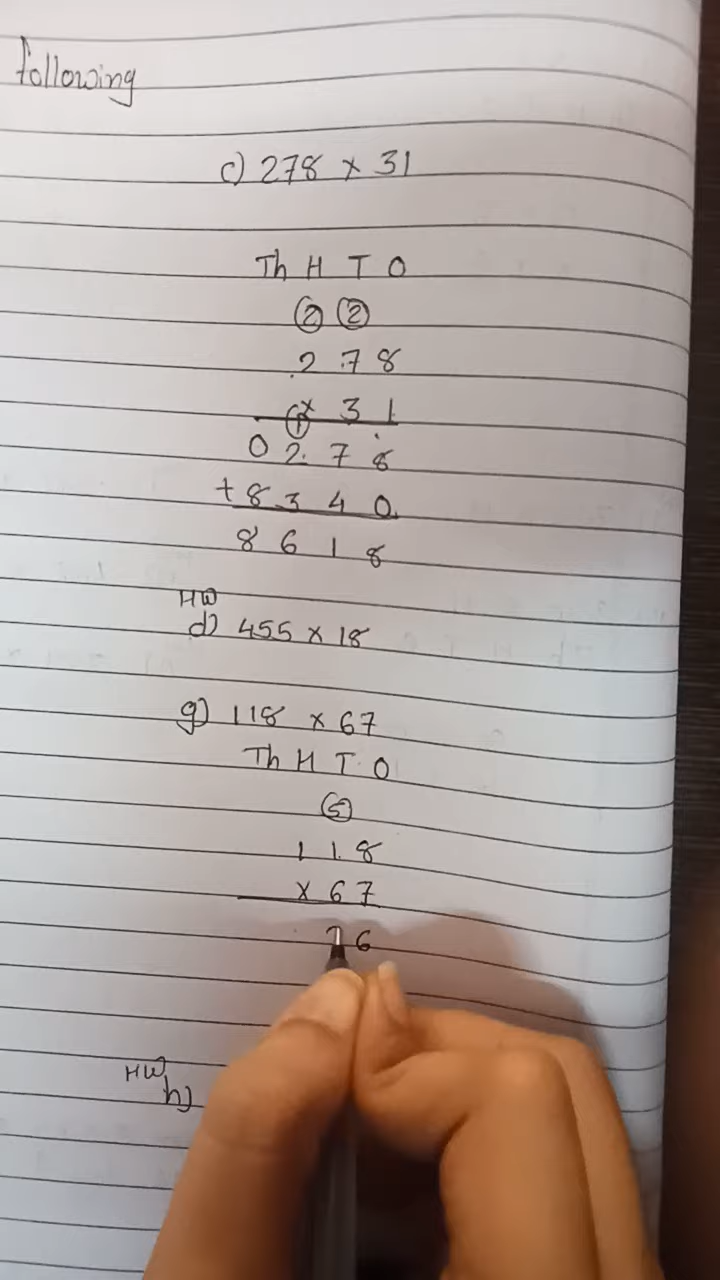 following
c) 278 x 31
Th H T O
2 2
2 7 8
x 3 1
1
0 2 7 8
+ 8 3 4 0
8 6 1 8
HW
d) 455 x 18
g) 118 x 67
Th H T O
5
1 1 8
x 6 7
6
HW
h)